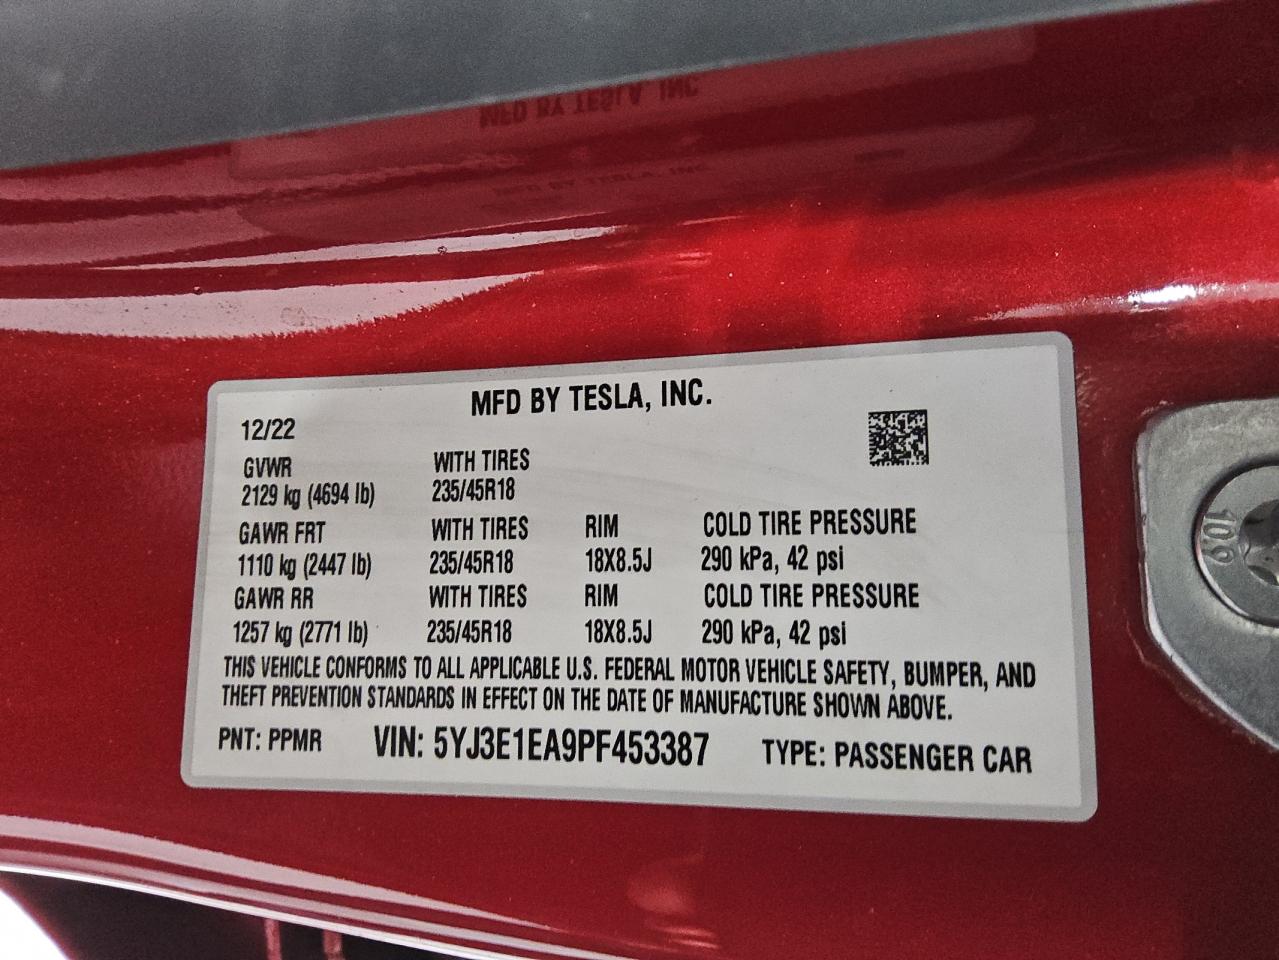 MFD BY TESLA, INC.
12/22
GVWR WITH TIRES
2129 kg (4694 lb) 235/45R18
GAWR FRT WITH TIRES RIM COLD TIRE PRESSURE
1110 kg (2447 lb) 235/45R18 18X8.5J 290 kPa, 42 psi
GAWR RR WITH TIRES RIM COLD TIRE PRESSURE
1257 kg (2771 lb) 235/45R18 18X8.5J 290 kPa, 42 psi
THIS VEHICLE CONFORMS TO ALL APPLICABLE U.S. FEDERAL MOTOR VEHICLE SAFETY, BUMPER, AND
THEFT PREVENTION STANDARDS IN EFFECT ON THE DATE OF MANUFACTURE SHOWN ABOVE.
PNT: PPMR VIN: 5YJ3E1EA9PF453387 TYPE: PASSENGER CAR
10.9